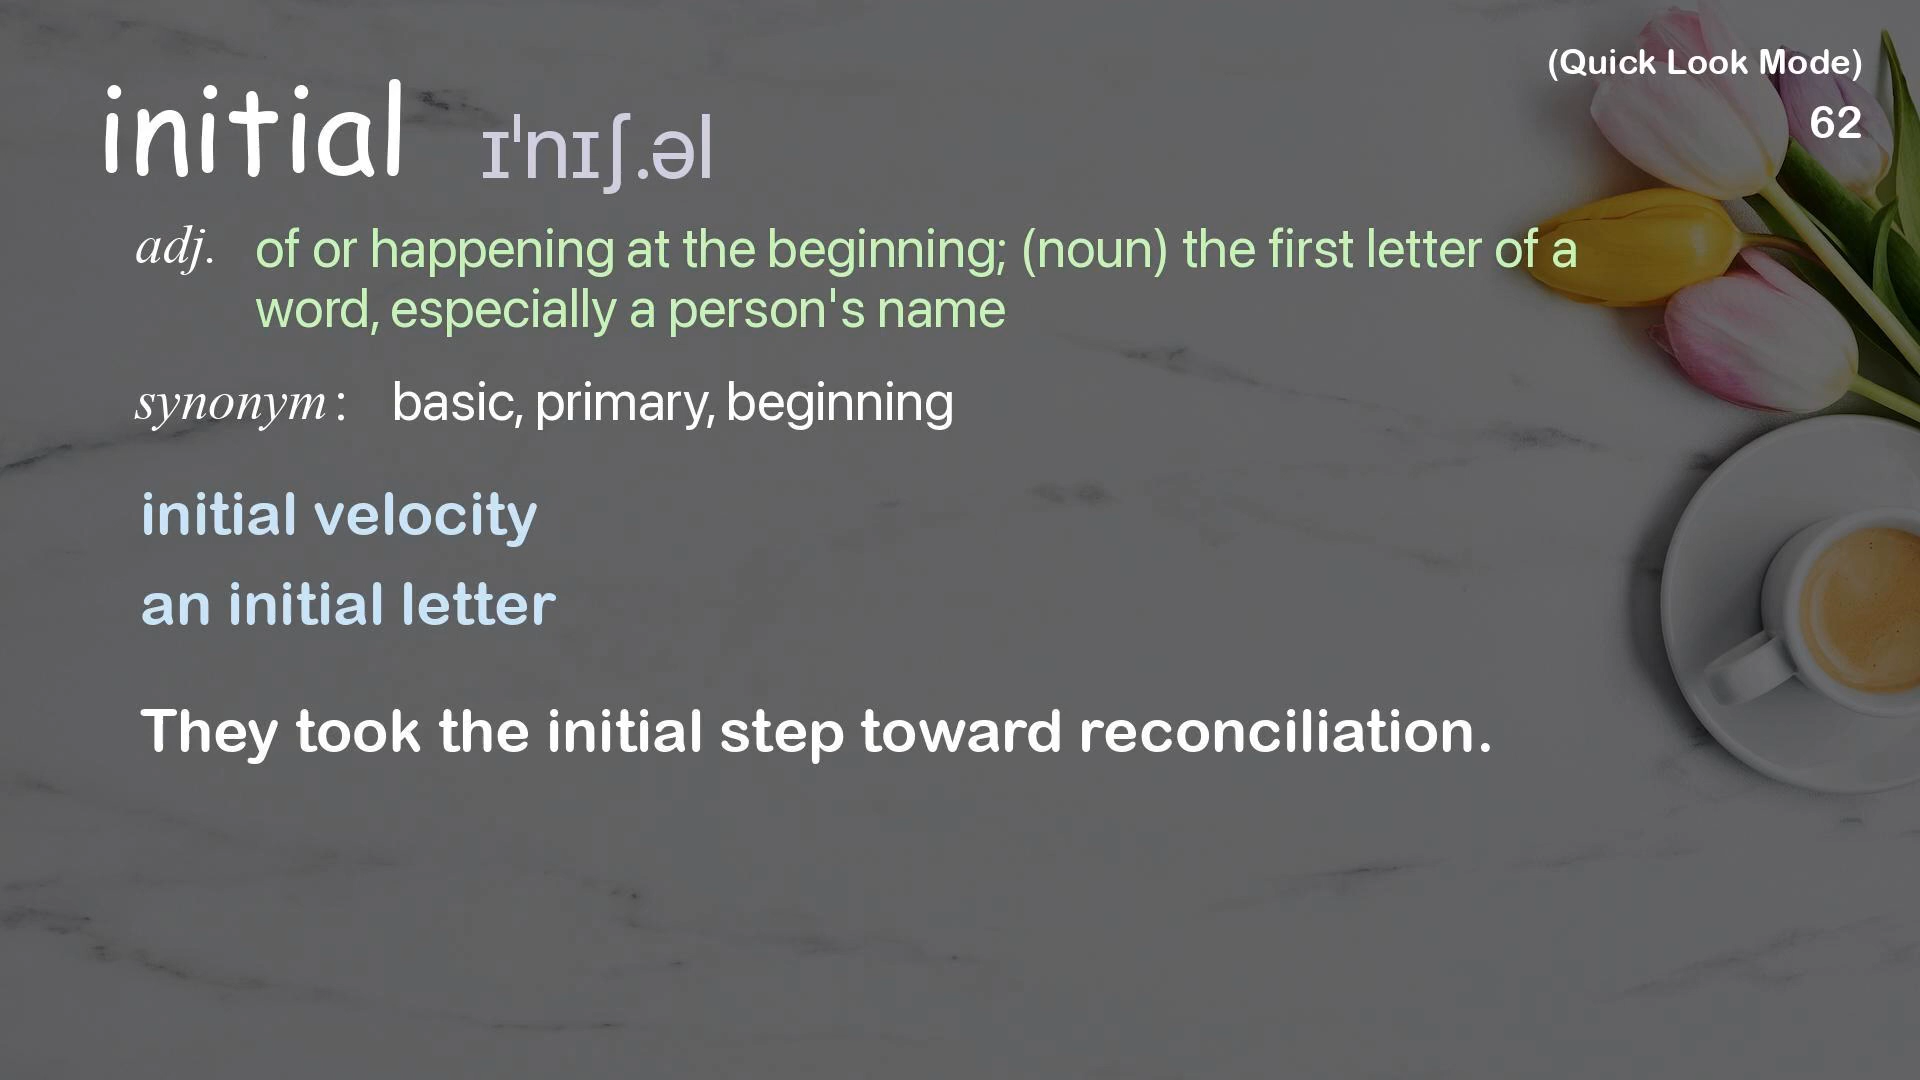 (Quick Look Mode)
62
initial ɪˈnɪʃ.əl
adj. of or happening at the beginning; (noun) the first letter of a
word, especially a person's name
synonym: basic, primary, beginning
initial velocity
an initial letter
They took the initial step toward reconciliation.